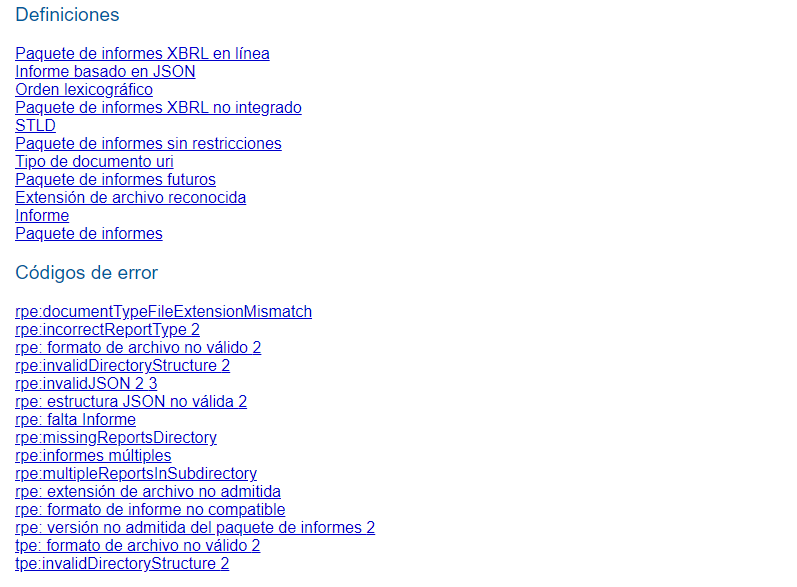 Definiciones
Paquete de informes XBRL en línea
Informe basado en JSON
Orden lexicográfico
Paquete de informes XBRL no integrado
STLD
Paquete de informes sin restricciones
Tipo de documento uri
Paquete de informes futuros
Extensión de archivo reconocida
Informe
Paquete de informes
Códigos de error
rpe:documentTypeFileExtensionMismatch
rpe:incorrectReportType 2
rpe: formato de archivo no válido 2
rpe:invalidDirectoryStructure 2
rpe:invalidJSON 2 3
rpe: estructura JSON no válida 2
rpe: falta Informe
rpe:missingReportsDirectory
rpe:informes múltiples
rpe:multipleReportsInSubdirectory
rpe: extensión de archivo no admitida
rpe: formato de informe no compatible
rpe: versión no admitida del paquete de informes 2
tpe: formato de archivo no válido 2
tpe:invalidDirectoryStructure 2